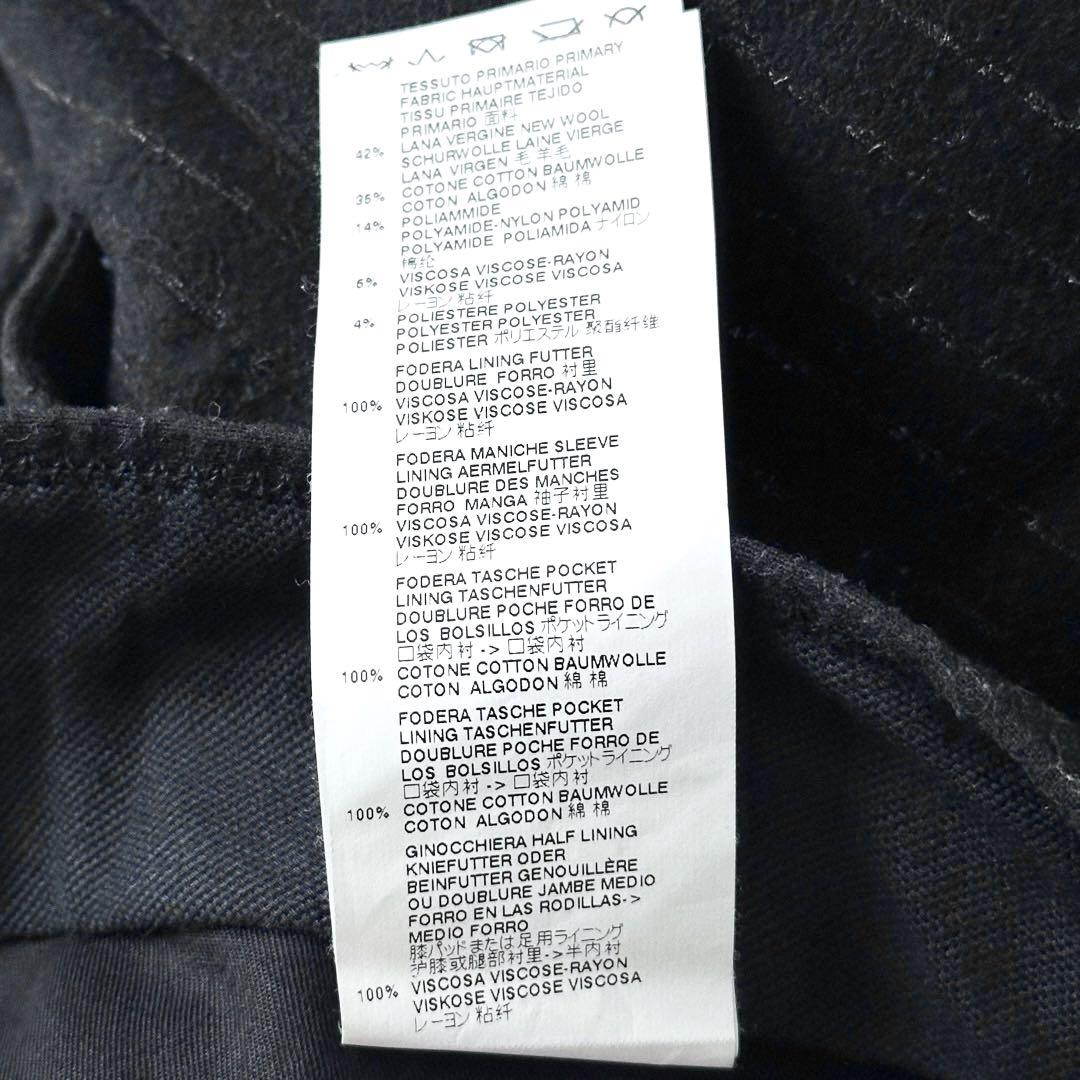 TESSUTO PRIMARIO PRIMARY
FABRIC HAUPTMATERIAL
TISSU PRIMAIRE TEJIDO
PRIMARIO 面料
42% LANA VERGINE NEW WOOL
SCHURWOLLE LAINE VIERGE
LANA VIRGEN 毛 羊毛
35% COTONE COTTON BAUMWOLLE
COTON ALGODON 綿 棉
14% POLIAMMIDE
POLYAMIDE-NYLON POLYAMID
POLYAMIDE POLIAMIDA ナイロン
锦纶
6% VISCOSA VISCOSE-RAYON
VISKOSE VISCOSE VISCOSA
レーヨン 粘纤
4% POLIESTERE POLYESTER
POLYESTER POLYESTER
POLIESTER ポリエステル 聚酯纤维
FODERA LINING FUTTER
DOUBLURE FORRO 衬里
100% VISCOSA VISCOSE-RAYON
VISKOSE VISCOSE VISCOSA
レーヨン 粘纤
FODERA MANICHE SLEEVE
LINING AERMELFUTTER
DOUBLURE DES MANCHES
FORRO MANGA 袖子衬里
100% VISCOSA VISCOSE-RAYON
VISKOSE VISCOSE VISCOSA
レーヨン 粘纤
FODERA TASCHE POCKET
LINING TASCHENFUTTER
DOUBLURE POCHE FORRO DE
LOS BOLSILLOS ポケットライニング
口袋内衬 -> 口袋内衬
100% COTONE COTTON BAUMWOLLE
COTON ALGODON 綿 棉
FODERA TASCHE POCKET
LINING TASCHENFUTTER
DOUBLURE POCHE FORRO DE
LOS BOLSILLOS ポケットライニング
口袋内衬 -> 口袋内衬
100% COTONE COTTON BAUMWOLLE
COTON ALGODON 綿 棉
GINOCCHIERA HALF LINING
KNIEFUTTER ODER
BEINFUTTER GENOUILLÈRE
OU DOUBLURE JAMBE MEDIO
FORRO EN LAS RODILLAS->
MEDIO FORRO
膝パッドまたは足用ライニング
护膝或腿部衬里->半内衬
100% VISCOSA VISCOSE-RAYON
VISKOSE VISCOSE VISCOSA
レーヨン 粘纤